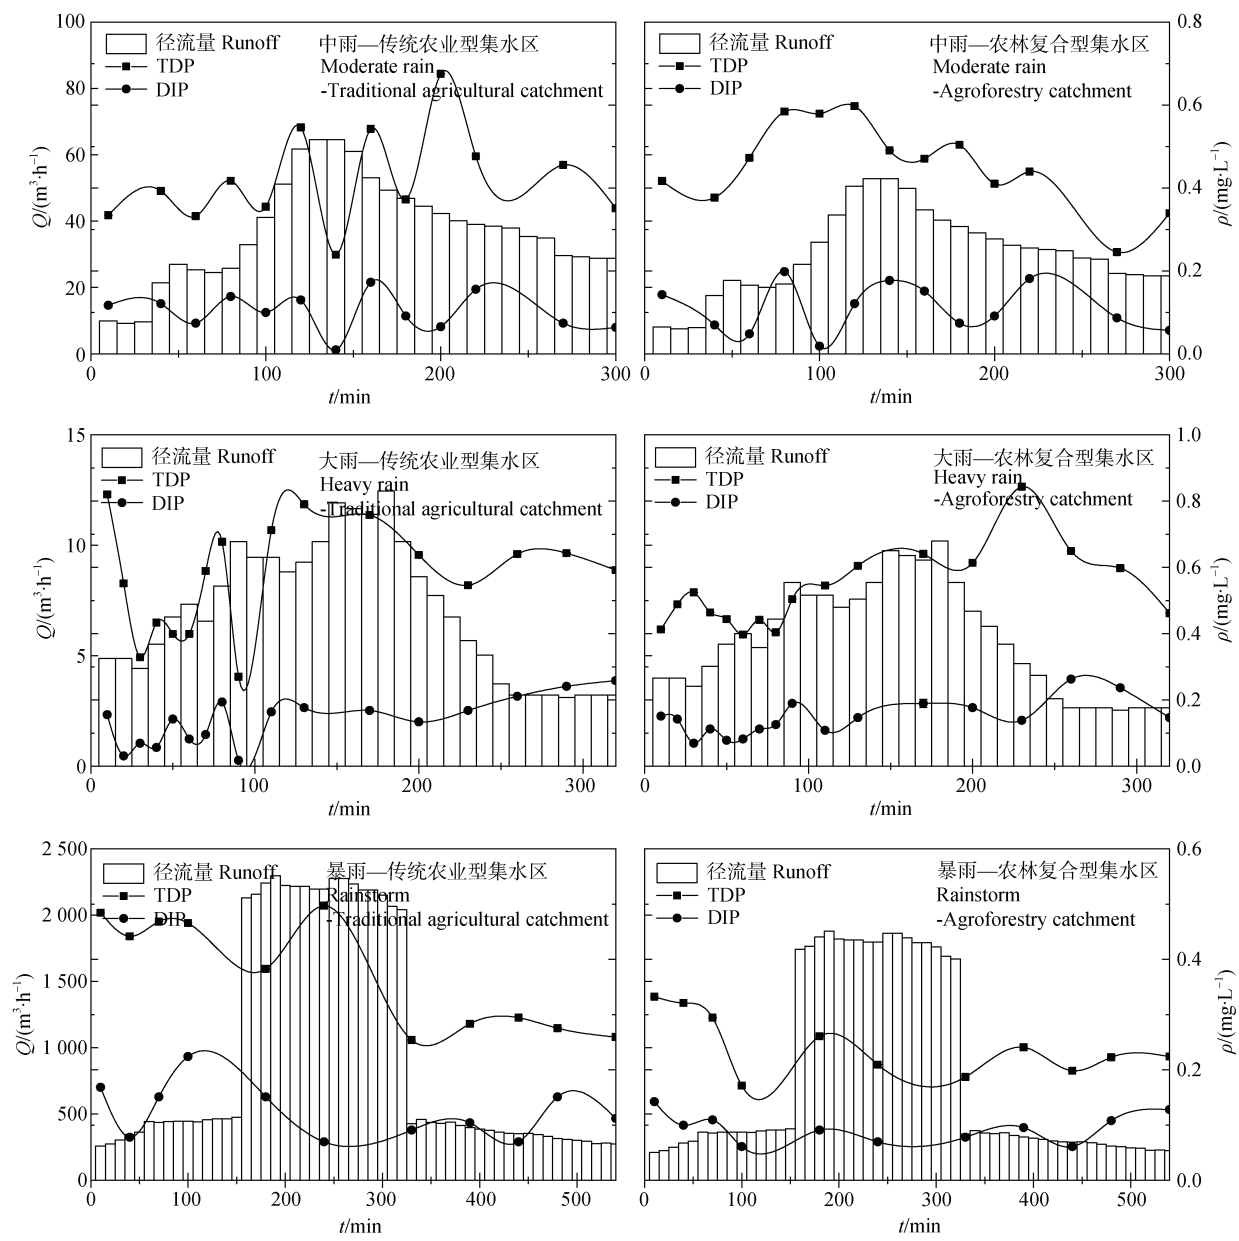 100
80
60
40
20
0
Q/(m³·h⁻¹)
径流量 Runoff
TDP
DIP
中雨—传统农业型集水区
Moderate rain
-Traditional agricultural catchment
0 100 200 300
t/min
径流量 Runoff
TDP
DIP
中雨—农林复合型集水区
Moderate rain
-Agroforestry catchment
0.8
0.6
0.4
0.2
0.0
ρ/(mg·L⁻¹)
0 100 200 300
t/min
15
10
5
0
Q/(m³·h⁻¹)
径流量 Runoff
TDP
DIP
大雨—传统农业型集水区
Heavy rain
-Traditional agricultural catchment
0 100 200 300
t/min
径流量 Runoff
TDP
DIP
大雨—农林复合型集水区
Heavy rain
-Agroforestry catchment
1.0
0.8
0.6
0.4
0.2
0.0
ρ/(mg·L⁻¹)
0 100 200 300
t/min
2 500
2 000
1 500
1 000
500
0
Q/(m³·h⁻¹)
径流量 Runoff
TDP
DIP
暴雨—传统农业型集水区
Rainstorm
-Traditional agricultural catchment
0 100 200 300 400 500
t/min
径流量 Runoff
TDP
DIP
暴雨—农林复合型集水区
Rainstorm
-Agroforestry catchment
0.6
0.4
0.2
0.0
ρ/(mg·L⁻¹)
0 100 200 300 400 500
t/min